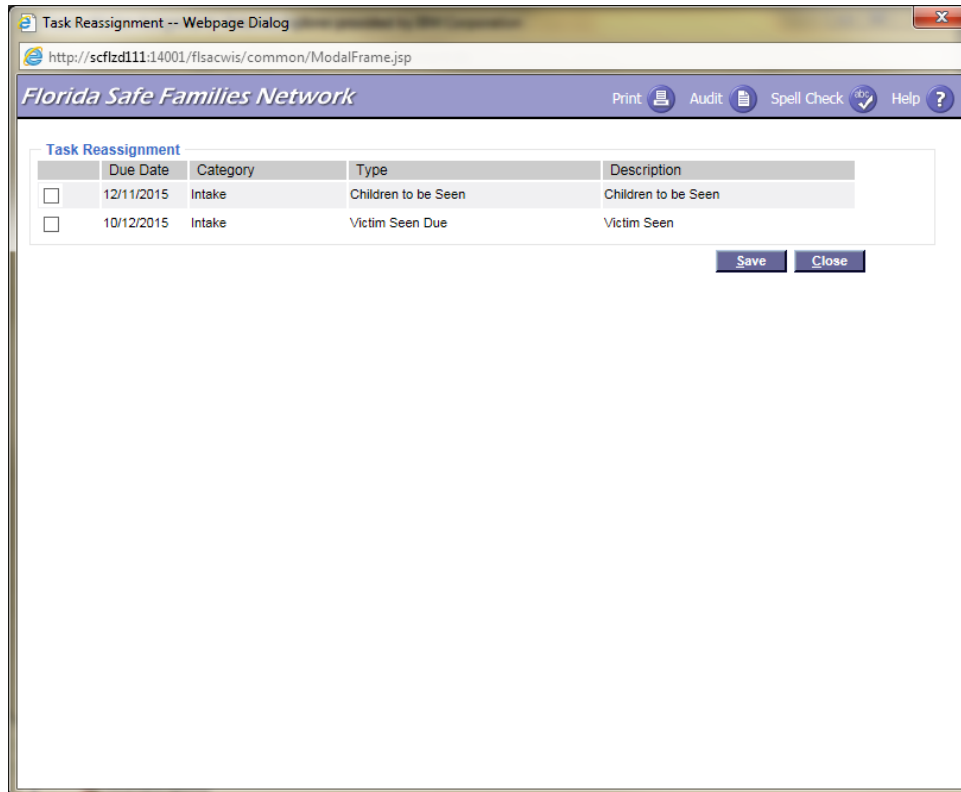 Task Reassignment -- Webpage Dialog
http://scflzd111:14001/flsacwis/common/ModalFrame.jsp
Florida Safe Families Network Print Audit abc Spell Check Help ?
Task Reassignment
Due Date Category Type Description
12/11/2015 Intake Children to be Seen Children to be Seen
10/12/2015 Intake Victim Seen Due Victim Seen
Save Close